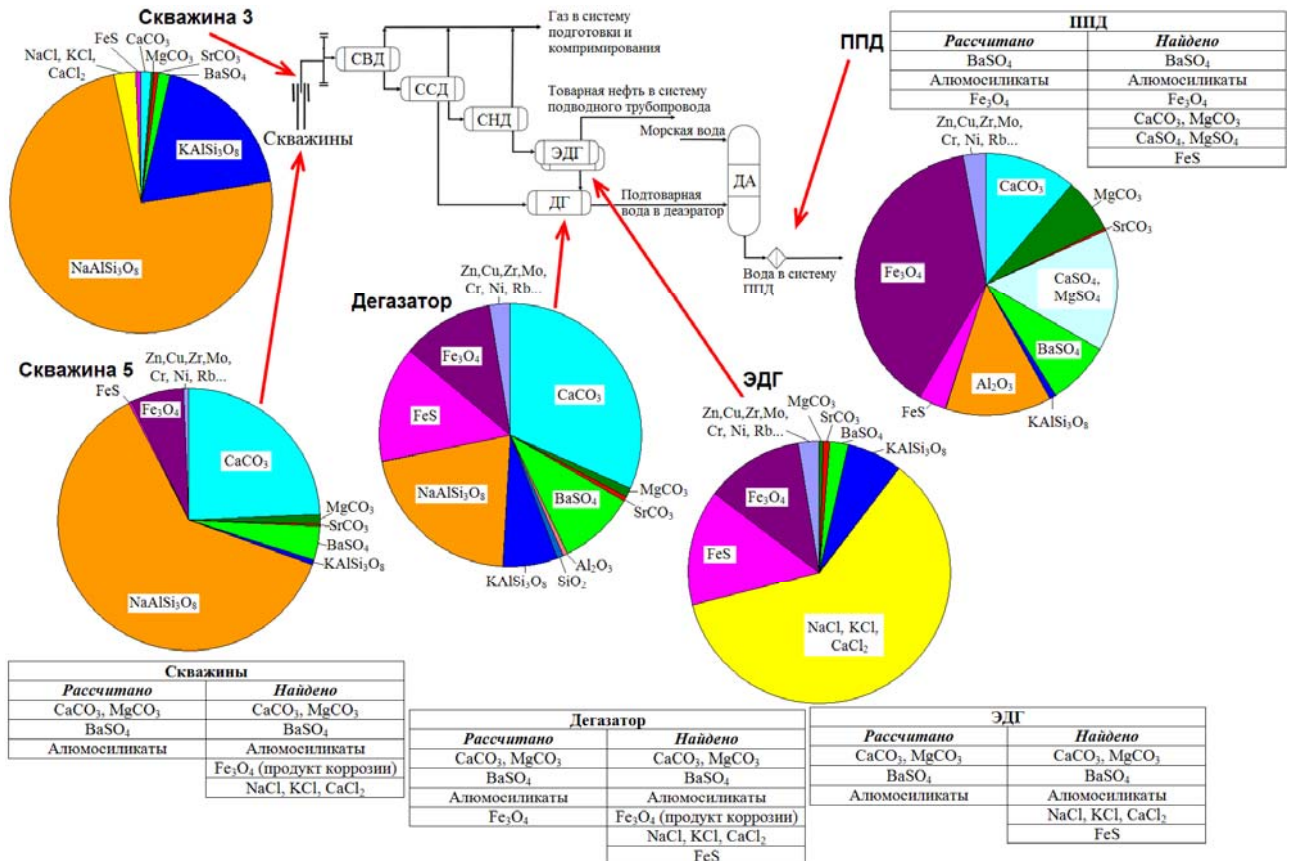 Скважина 3
FeS
CaCO₃
NaCl, KCl,
CaCl₂
MgCO₃
SrCO₃
BaSO₄
KAlSi₃O₈
NaAlSi₃O₈
Газ в систему
подготовки и
компримирования
СВД
ССД
СНД
Скважины
Товарная нефть в систему
подводного трубопровода
Морская вода
ЭДГ
ДГ
ДА
Подтоварная
вода в деаэратор
Вода в систему
ППД
ППД
ППД
Рассчитано Найдено
BaSO₄ BaSO₄
Алюмосиликаты Алюмосиликаты
Fe₃O₄ Fe₃O₄
CaCO₃, MgCO₃
CaSO₄, MgSO₄
FeS
Zn,Cu,Zr,Mo,
Cr, Ni, Rb...
CaCO₃
MgCO₃
SrCO₃
CaSO₄,
MgSO₄
BaSO₄
KAlSi₃O₈
Al₂O₃
FeS
Fe₃O₄
Скважина 5
Zn,Cu,Zr,Mo,
Cr, Ni, Rb...
FeS
Fe₃O₄
CaCO₃
MgCO₃
SrCO₃
BaSO₄
KAlSi₃O₈
NaAlSi₃O₈
Дегазатор
Zn,Cu,Zr,Mo,
Cr, Ni, Rb...
Fe₃O₄
CaCO₃
FeS
NaAlSi₃O₈
BaSO₄
MgCO₃
SrCO₃
Al₂O₃
SiO₂
KAlSi₃O₈
ЭДГ
Zn,Cu,Zr,Mo,
Cr, Ni, Rb...
MgCO₃
SrCO₃
BaSO₄
KAlSi₃O₈
Fe₃O₄
FeS
NaCl, KCl,
CaCl₂
Скважины
Рассчитано Найдено
CaCO₃, MgCO₃ CaCO₃, MgCO₃
BaSO₄ BaSO₄
Алюмосиликаты Алюмосиликаты
Fe₃O₄ (продукт коррозии)
NaCl, KCl, CaCl₂
Дегазатор
Рассчитано Найдено
CaCO₃, MgCO₃ CaCO₃, MgCO₃
BaSO₄ BaSO₄
Алюмосиликаты Алюмосиликаты
Fe₃O₄ Fe₃O₄ (продукт коррозии)
NaCl, KCl, CaCl₂
FeS
ЭДГ
Рассчитано Найдено
CaCO₃, MgCO₃ CaCO₃, MgCO₃
BaSO₄ BaSO₄
Алюмосиликаты Алюмосиликаты
NaCl, KCl, CaCl₂
FeS